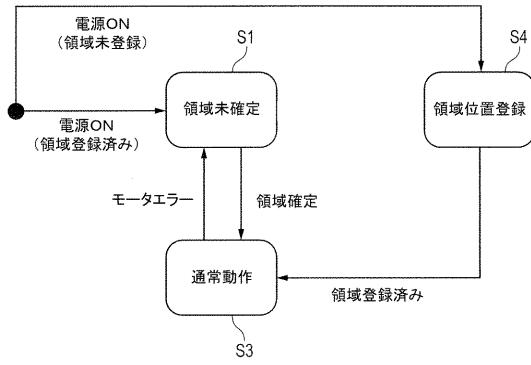 電源ON
(領域未登録)
S1
S4
領域未確定
領域位置登録
電源ON
(領域登録済み)
モータエラー
領域確定
通常動作
領域登録済み
S3